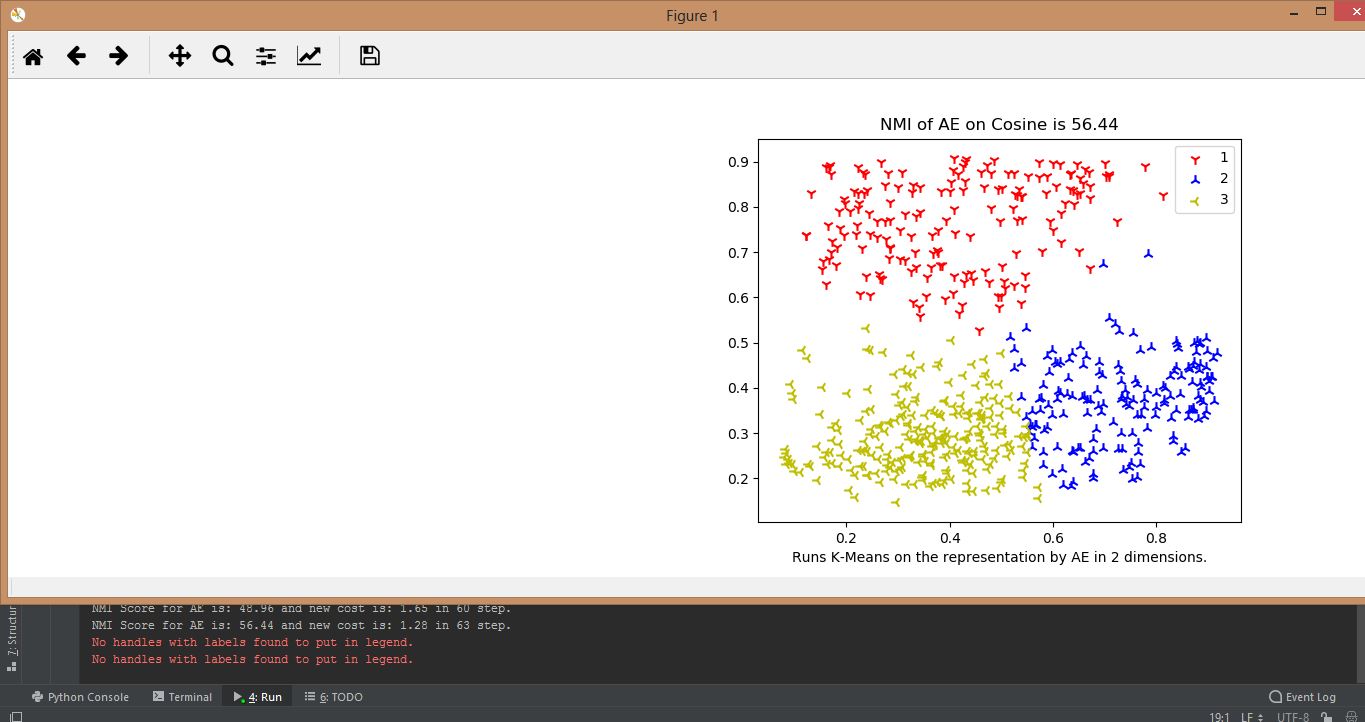 Figure 1
NMI of AE on Cosine is 56.44
1
2
3
0.9
0.8
0.7
0.6
0.5
0.4
0.3
0.2
0.2 0.4 0.6 0.8
Runs K-Means on the representation by AE in 2 dimensions.
NMI Score for AE is: 48.96 and new cost is: 1.65 in 60 step.
NMI Score for AE is: 56.44 and new cost is: 1.28 in 63 step.
No handles with labels found to put in legend.
No handles with labels found to put in legend.
7: Structur
Python Console Terminal 4: Run 6: TODO Event Log
19:1 LF UTF-8